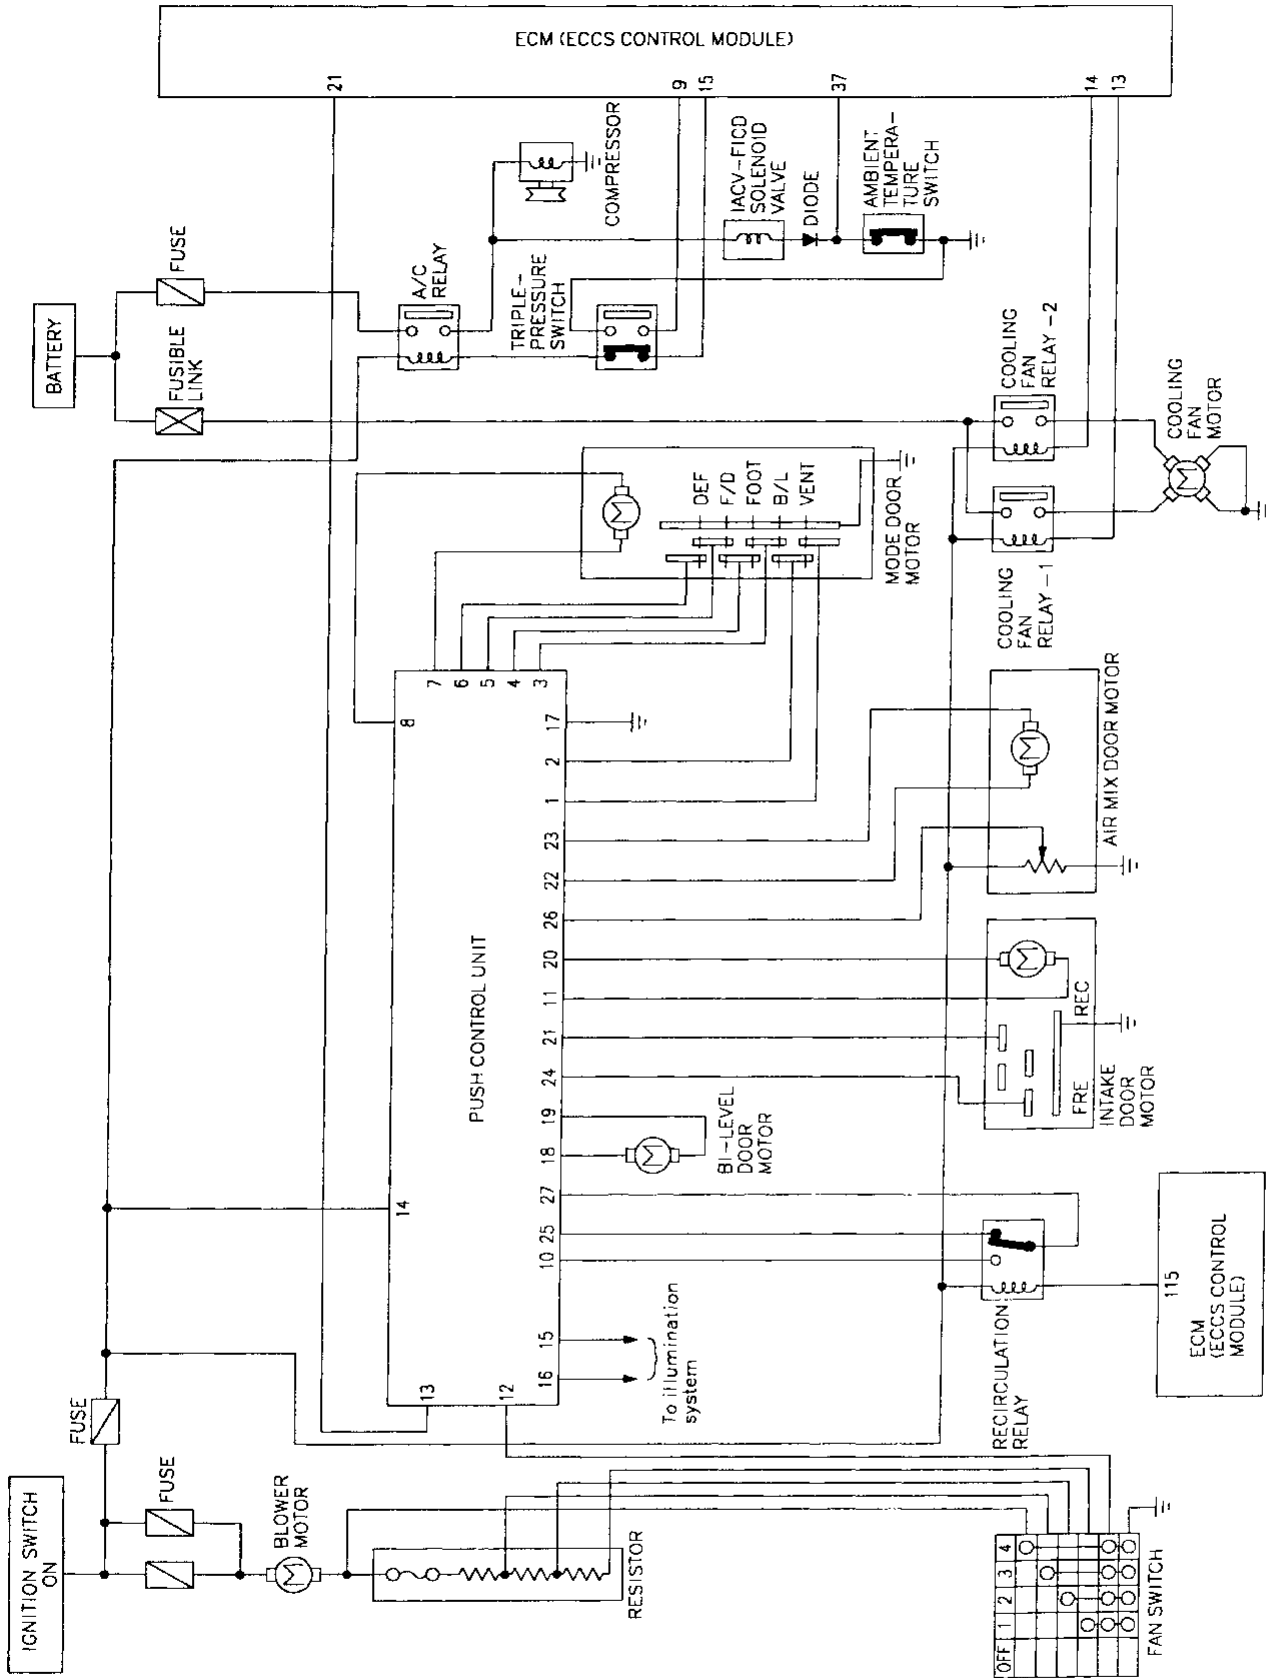 IGNITION SWITCH
ON
FUSE
FUSE
BLOWER
MOTOR
RESISTOR
OFF 1 2 3 4
FAN SWITCH
BATTERY
FUSIBLE
LINK
FUSE
A/C
RELAY
TRIPLE-
PRESSURE
SWITCH
COMPRESSOR
IACV-FICD
SOLENOID
VALVE
DIODE
AMBIENT
TEMPERA-
TURE
SWITCH
ECM (ECCS CONTROL MODULE)
21
9
15
37
14
13
PUSH CONTROL UNIT
13
14
8
12
16
15
10
25
27
18
19
24
21
11
20
26
22
23
1
2
17
3
4
5
6
7
To illumination
system
DEF
F/D
FOOT
B/L
VENT
MODE DOOR
MOTOR
BI-LEVEL
DOOR
MOTOR
RECIRCULATION
RELAY
115
ECM
(ECCS CONTROL
MODULE)
FRE
REC
INTAKE
DOOR
MOTOR
AIR MIX DOOR MOTOR
COOLING
FAN
RELAY-1
COOLING
FAN
RELAY-2
COOLING
FAN
MOTOR
M
M
M
M
M
M